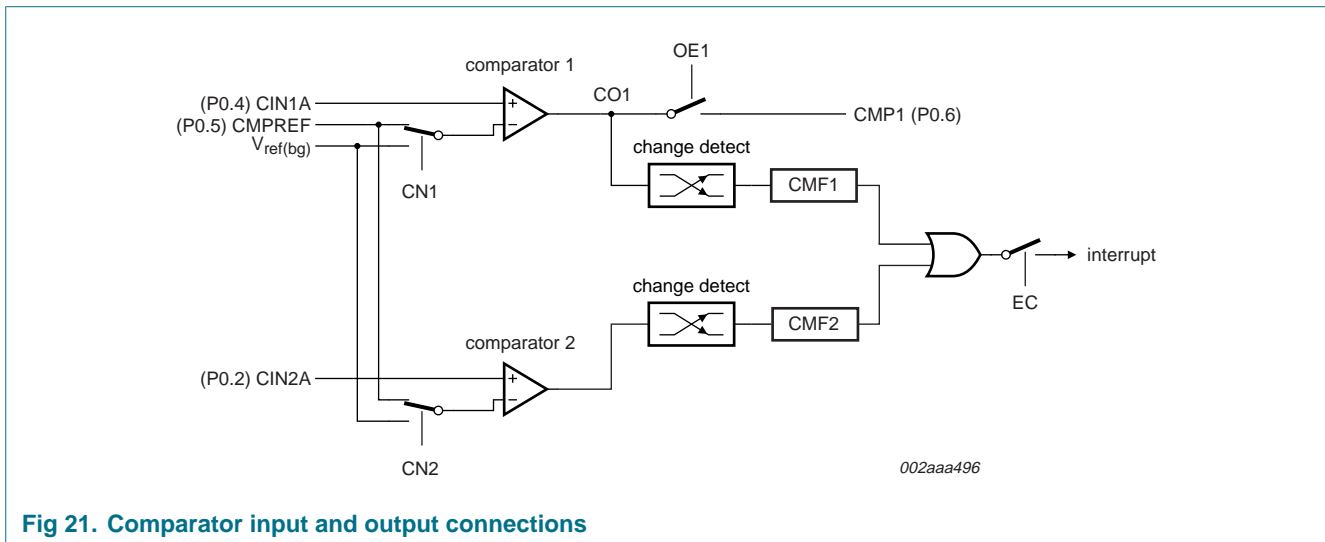 OE1
comparator 1
(P0.4) CIN1A
CO1
(P0.5) CMPREF
CMP1 (P0.6)
Vref(bg)
change detect
CN1
CMF1
interrupt
change detect
EC
CMF2
comparator 2
(P0.2) CIN2A
CN2
002aaa496
Fig 21. Comparator input and output connections